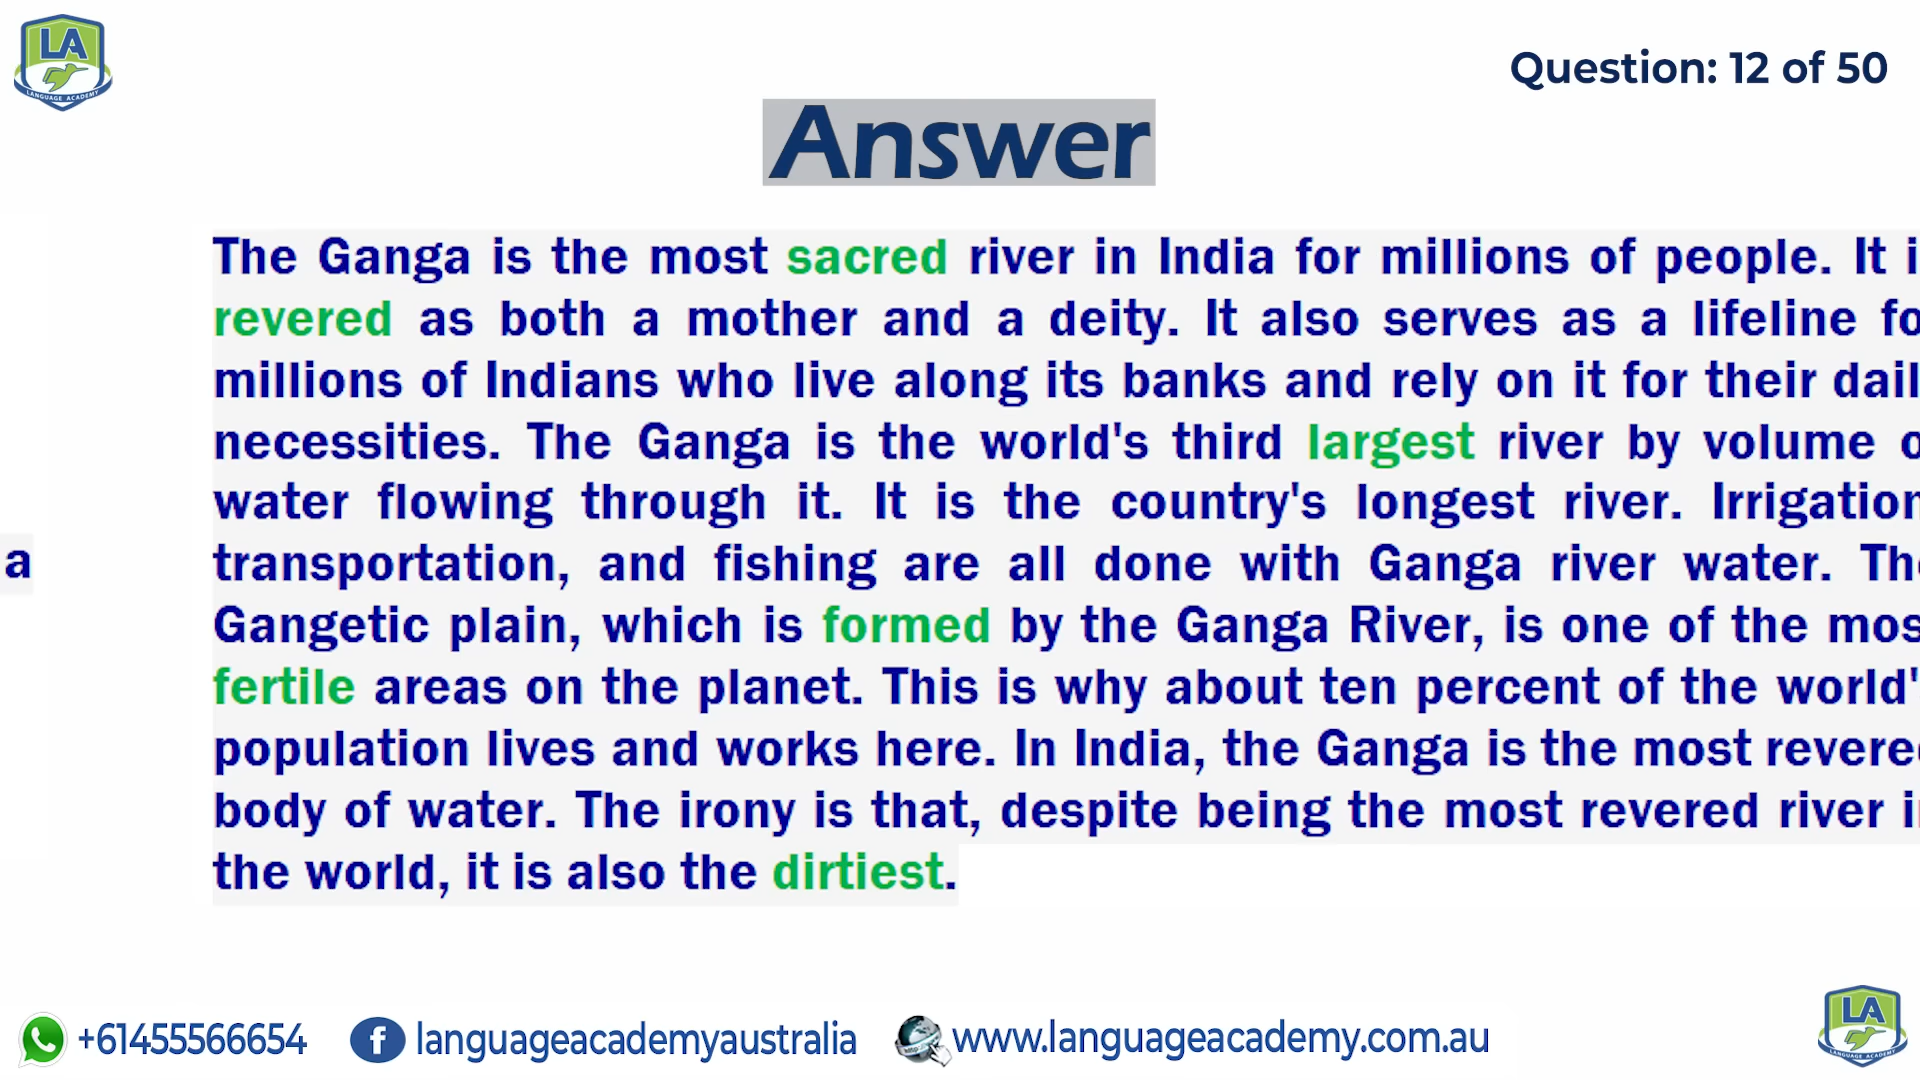 LA
LANGUAGE ACADEMY
Question: 12 of 50
Answer
The Ganga is the most sacred river in India for millions of people. It i
revered as both a mother and a deity. It also serves as a lifeline fo
millions of Indians who live along its banks and rely on it for their dail
necessities. The Ganga is the world's third largest river by volume o
water flowing through it. It is the country's longest river. Irrigation
a
transportation, and fishing are all done with Ganga river water. The
Gangetic plain, which is formed by the Ganga River, is one of the mos
fertile areas on the planet. This is why about ten percent of the world'
population lives and works here. In India, the Ganga is the most revered
body of water. The irony is that, despite being the most revered river in
the world, it is also the dirtiest.
+61455566654
languageacademyaustralia
www.languageacademy.com.au
LA
LANGUAGE ACADEMY